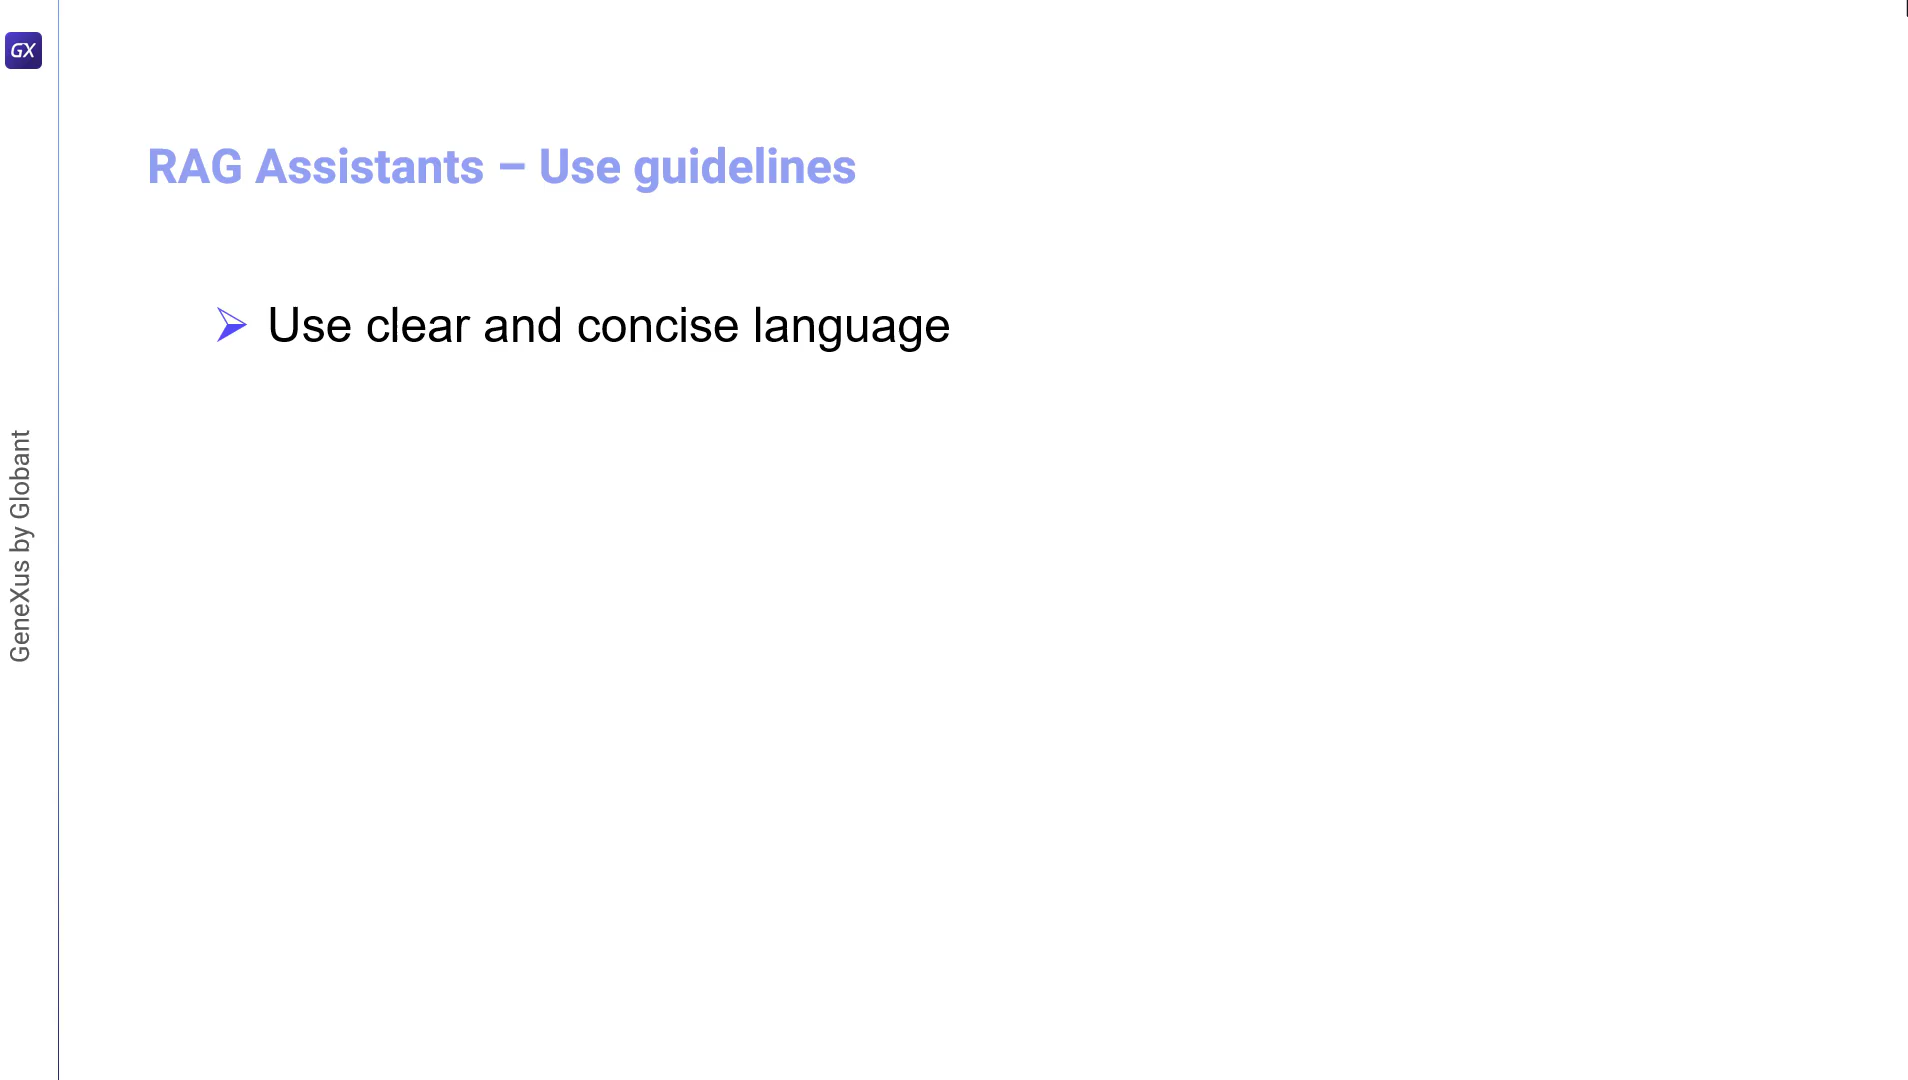 GX
RAG Assistants – Use guidelines
Use clear and concise language
GeneXus by Globant